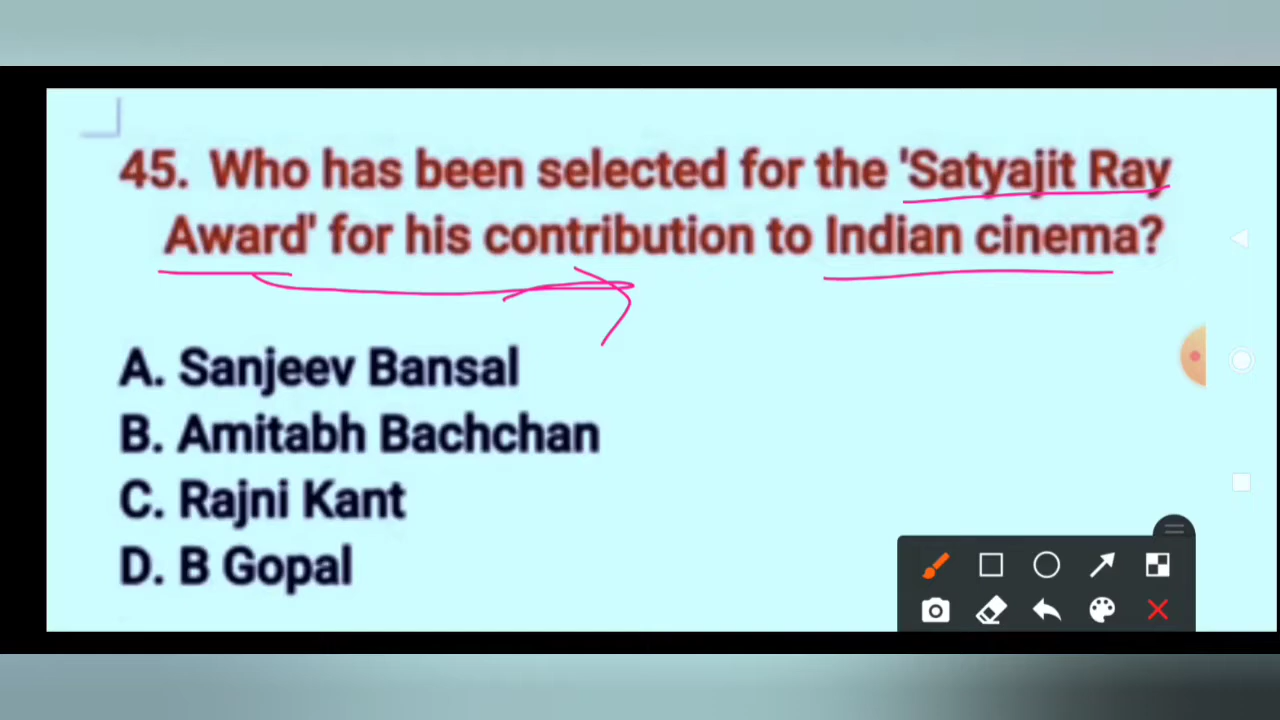 45. Who has been selected for the 'Satyajit Ray
Award' for his contribution to Indian cinema?
A. Sanjeev Bansal
B. Amitabh Bachchan
C. Rajni Kant
D. B Gopal